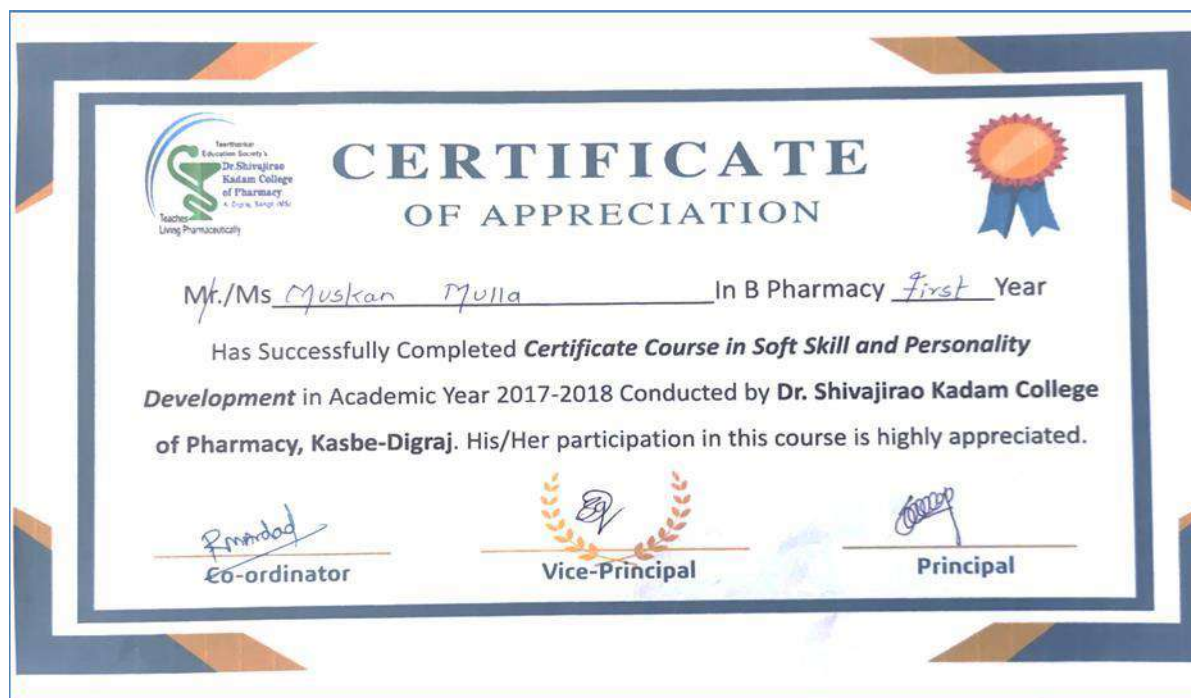 Teerthankar
Education Society's
Dr.Shivajirao
Kadam College
of Pharmacy
Teaches
Living Pharmaceutically
CERTIFICATE
OF APPRECIATION
Mr./Ms Muskan Mulla In B Pharmacy First Year
Has Successfully Completed Certificate Course in Soft Skill and Personality
Development in Academic Year 2017-2018 Conducted by Dr. Shivajirao Kadam College
of Pharmacy, Kasbe-Digraj. His/Her participation in this course is highly appreciated.
Co-ordinator
Vice-Principal
Principal